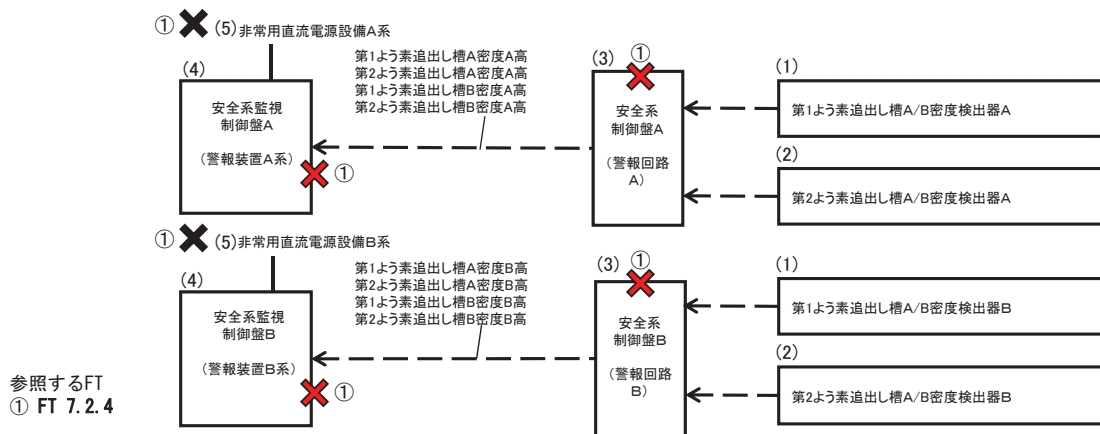 ① (5)非常用直流電源設備A系
(4)
安全系監視
制御盤A
(警報装置A系)
①
第1よう素追出し槽A密度A高
第2よう素追出し槽A密度A高
第1よう素追出し槽B密度A高
第2よう素追出し槽B密度A高
(3) ①
安全系
制御盤A
(警報回路
A)
(1)
第1よう素追出し槽A/B密度検出器A
(2)
第2よう素追出し槽A/B密度検出器A
① (5)非常用直流電源設備B系
(4)
安全系監視
制御盤B
(警報装置B系)
①
第1よう素追出し槽A密度B高
第2よう素追出し槽A密度B高
第1よう素追出し槽B密度B高
第2よう素追出し槽B密度B高
(3) ①
安全系
制御盤B
(警報回路
B)
(1)
第1よう素追出し槽A/B密度検出器B
(2)
第2よう素追出し槽A/B密度検出器B
参照するFT
① FT 7.2.4